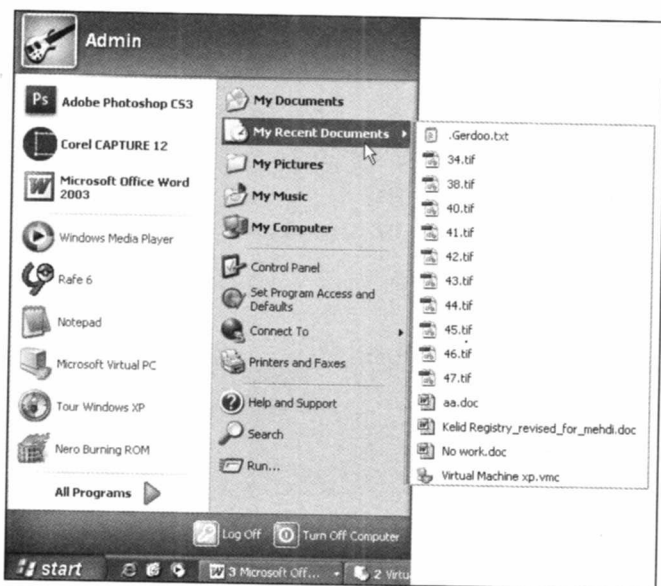 Admin
Adobe Photoshop CS3
Corel CAPTURE 12
Microsoft Office Word
2003
Windows Media Player
Rafe 6
Notepad
Microsoft Virtual PC
Tour Windows XP
Nero Burning ROM
All Programs
My Documents
My Recent Documents
My Pictures
My Music
My Computer
Control Panel
Set Program Access and
Defaults
Connect To
Printers and Faxes
Help and Support
Search
Run...
.Gerdoo.txt
34.tif
38.tif
40.tif
41.tif
42.tif
43.tif
44.tif
45.tif
46.tif
47.tif
aa.doc
Kelid Registry_revised_for_mehdi.doc
No work.doc
Virtual Machine xp.vmc
Log Off
Turn Off Computer
start
3 Microsoft Off...
2 Virtu